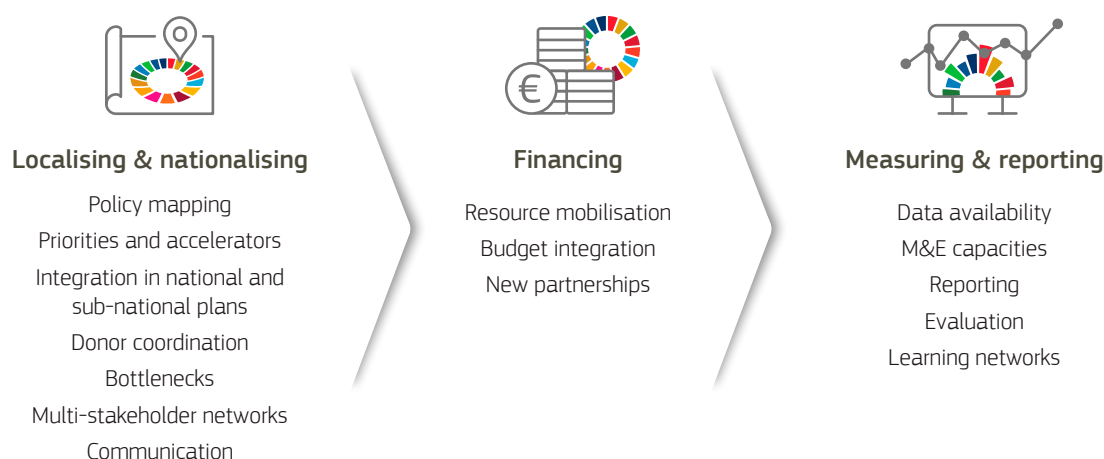 Localising & nationalising
Policy mapping
Priorities and accelerators
Integration in national and
sub-national plans
Donor coordination
Bottlenecks
Multi-stakeholder networks
Communication
€
Financing
Resource mobilisation
Budget integration
New partnerships
Measuring & reporting
Data availability
M&E capacities
Reporting
Evaluation
Learning networks